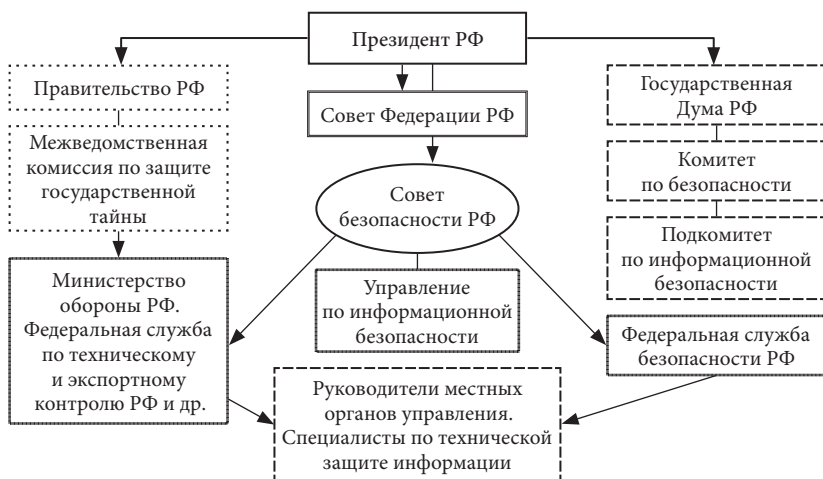 Президент РФ
Правительство РФ
Межведомственная
комиссия по защите
государственной
тайны
Министерство
обороны РФ.
Федеральная служба
по техническому
и экспортному
контролю РФ и др.
Совет Федерации РФ
Совет
безопасности РФ
Управление
по информационной
безопасности
Государственная
Дума РФ
Комитет
по безопасности
Подкомитет
по информационной
безопасности
Федеральная служба
безопасности РФ
Руководители местных
органов управления.
Специалисты по технической
защите информации